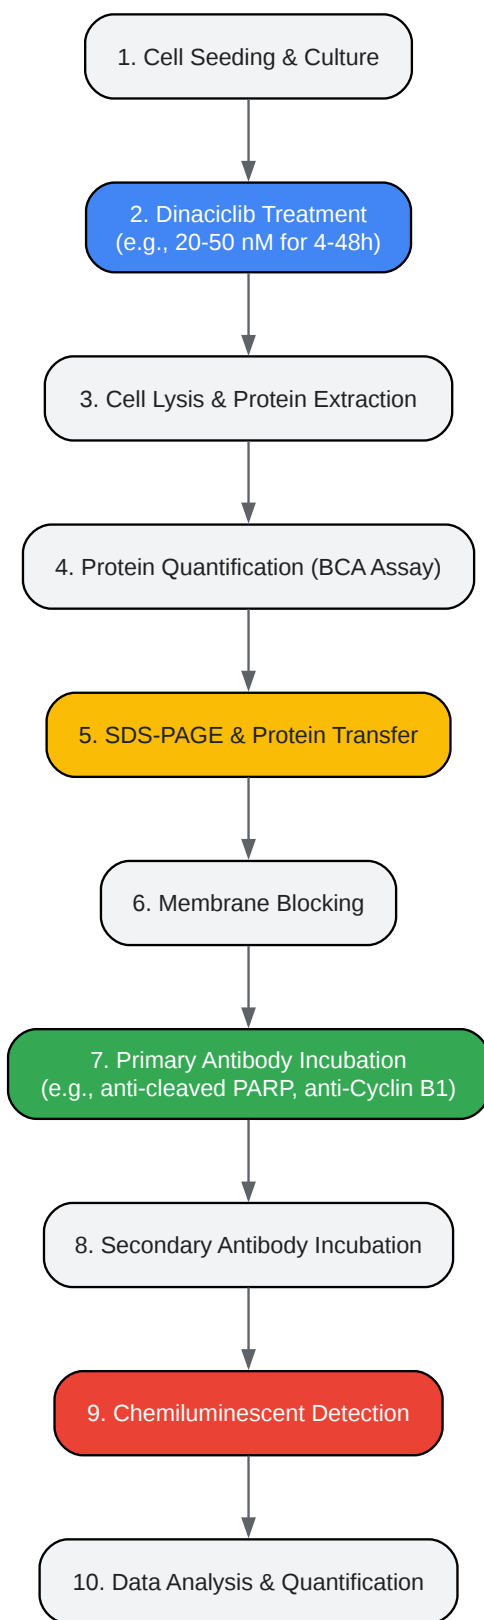 1. Cell Seeding & Culture
2. Dinaciclib Treatment
(e.g., 20-50 nM for 4-48h)
3. Cell Lysis & Protein Extraction
4. Protein Quantification (BCA Assay)
5. SDS-PAGE & Protein Transfer
6. Membrane Blocking
7. Primary Antibody Incubation
(e.g., anti-cleaved PARP, anti-Cyclin B1)
8. Secondary Antibody Incubation
9. Chemiluminescent Detection
10. Data Analysis & Quantification